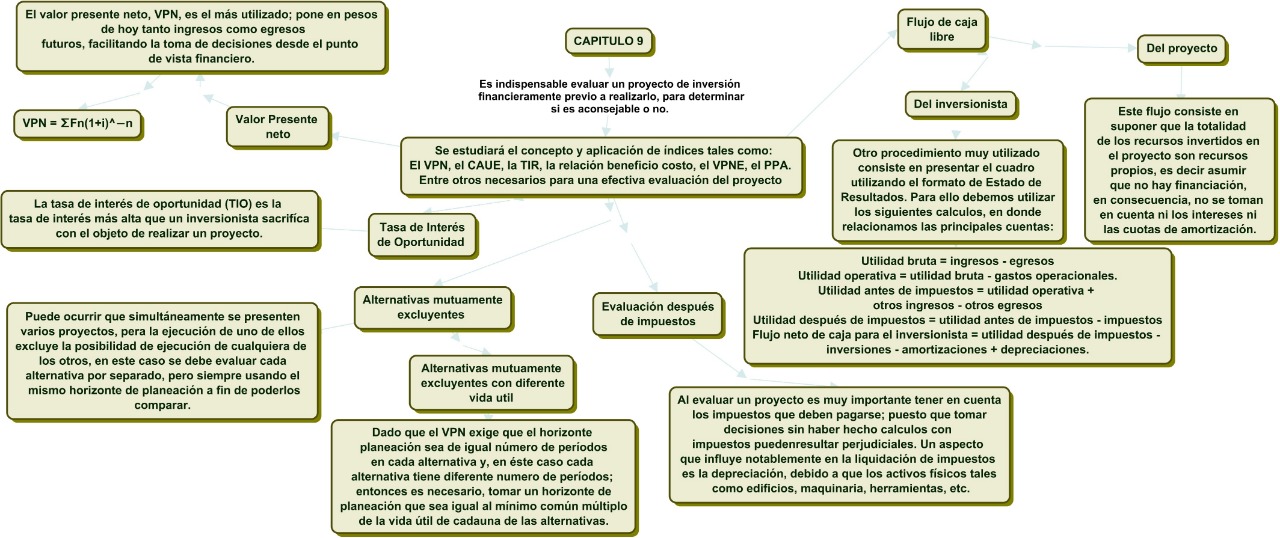 CAPITULO 9
Es indispensable evaluar un proyecto de inversión
financieramente previo a realizarlo, para determinar
si es aconsejable o no.
Se estudiará el concepto y aplicación de índices tales como:
El VPN, el CAUE, la TIR, la relación beneficio costo, el VPNE, el PPA.
Entre otros necesarios para una efectiva evaluación del proyecto
El valor presente neto, VPN, es el más utilizado; pone en pesos
de hoy tanto ingresos como egresos
futuros, facilitando la toma de decisiones desde el punto
de vista financiero.
VPN = ΣFn(1+i)^−n
Valor Presente
neto
La tasa de interés de oportunidad (TIO) es la
tasa de interés más alta que un inversionista sacrifíca
con el objeto de realizar un proyecto.
Tasa de Interés
de Oportunidad
Alternativas mutuamente
excluyentes
Puede ocurrir que simultáneamente se presenten
varios proyectos, pera la ejecución de uno de ellos
excluye la posibilidad de ejecución de cualquiera de
los otros, en este caso se debe evaluar cada
alternativa por separado, pero siempre usando el
mismo horizonte de planeación a fin de poderlos
comparar.
Alternativas mutuamente
excluyentes con diferente
vida util
Dado que el VPN exige que el horizonte
planeación sea de igual número de períodos
en cada alternativa y, en éste caso cada
alternativa tiene diferente numero de períodos;
entonces es necesario, tomar un horizonte de
planeación que sea igual al mínimo común múltiplo
de la vida útil de cadauna de las alternativas.
Evaluación después
de impuestos
Al evaluar un proyecto es muy importante tener en cuenta
los impuestos que deben pagarse; puesto que tomar
decisiones sin haber hecho calculos con
impuestos puedenresultar perjudiciales. Un aspecto
que influye notablemente en la liquidación de impuestos
es la depreciación, debido a que los activos físicos tales
como edificios, maquinaria, herramientas, etc.
Flujo de caja
libre
Del inversionista
Otro procedimiento muy utilizado
consiste en presentar el cuadro
utilizando el formato de Estado de
Resultados. Para ello debemos utilizar
los siguientes calculos, en donde
relacionamos las principales cuentas:
Utilidad bruta = ingresos - egresos
Utilidad operativa = utilidad bruta - gastos operacionales.
Utilidad antes de impuestos = utilidad operativa +
otros ingresos - otros egresos
Utilidad después de impuestos = utilidad antes de impuestos - impuestos
Flujo neto de caja para el inversionista = utilidad después de impuestos -
inversiones - amortizaciones + depreciaciones.
Del proyecto
Este flujo consiste en
suponer que la totalidad
de los recursos invertidos en
el proyecto son recursos
propios, es decir asumir
que no hay financiación,
en consecuencia, no se toman
en cuenta ni los intereses ni
las cuotas de amortización.